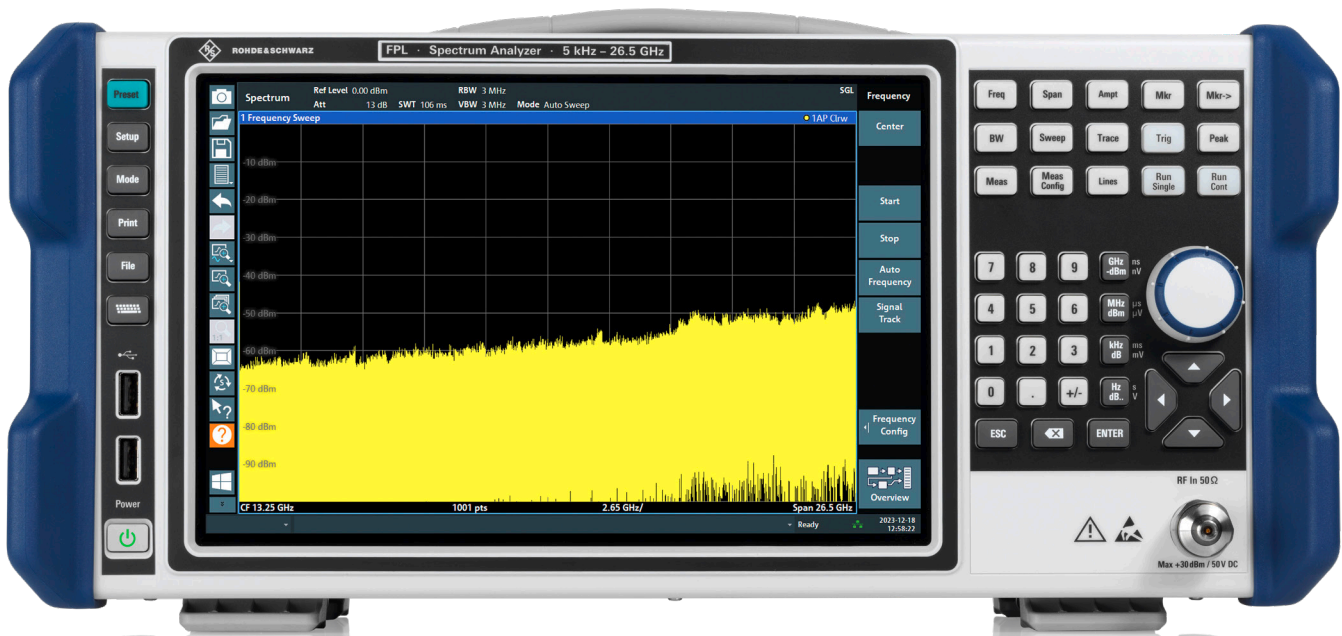 ROHDE&SCHWARZ
FPL · Spectrum Analyzer · 5 kHz – 26.5 GHz
Preset
Setup
Mode
Print
File
Power
Spectrum
Ref Level 0.00 dBm RBW 3 MHz SGL
Att 13 dB SWT 106 ms VBW 3 MHz Mode Auto Sweep
1 Frequency Sweep 1AP Clrw
-10 dBm
-20 dBm
-30 dBm
-40 dBm
-50 dBm
-60 dBm
-70 dBm
-80 dBm
-90 dBm
CF 13.25 GHz 1001 pts 2.65 GHz/ Span 26.5 GHz
Ready
2023-12-18
12:58:22
Frequency
Center
Start
Stop
Auto
Frequency
Signal
Track
Frequency
Config
Overview
Freq Span Ampt Mkr Mkr->
BW Sweep Trace Trig Peak
Meas Meas Config Lines Run Single Run Cont
7 8 9 GHz -dBm ns nV
4 5 6 MHz dBm µs µV
1 2 3 kHz dB ms mV
0 . +/- Hz dB.. s V
ESC ENTER
RF In 50 Ω
Max +30 dBm / 50 V DC